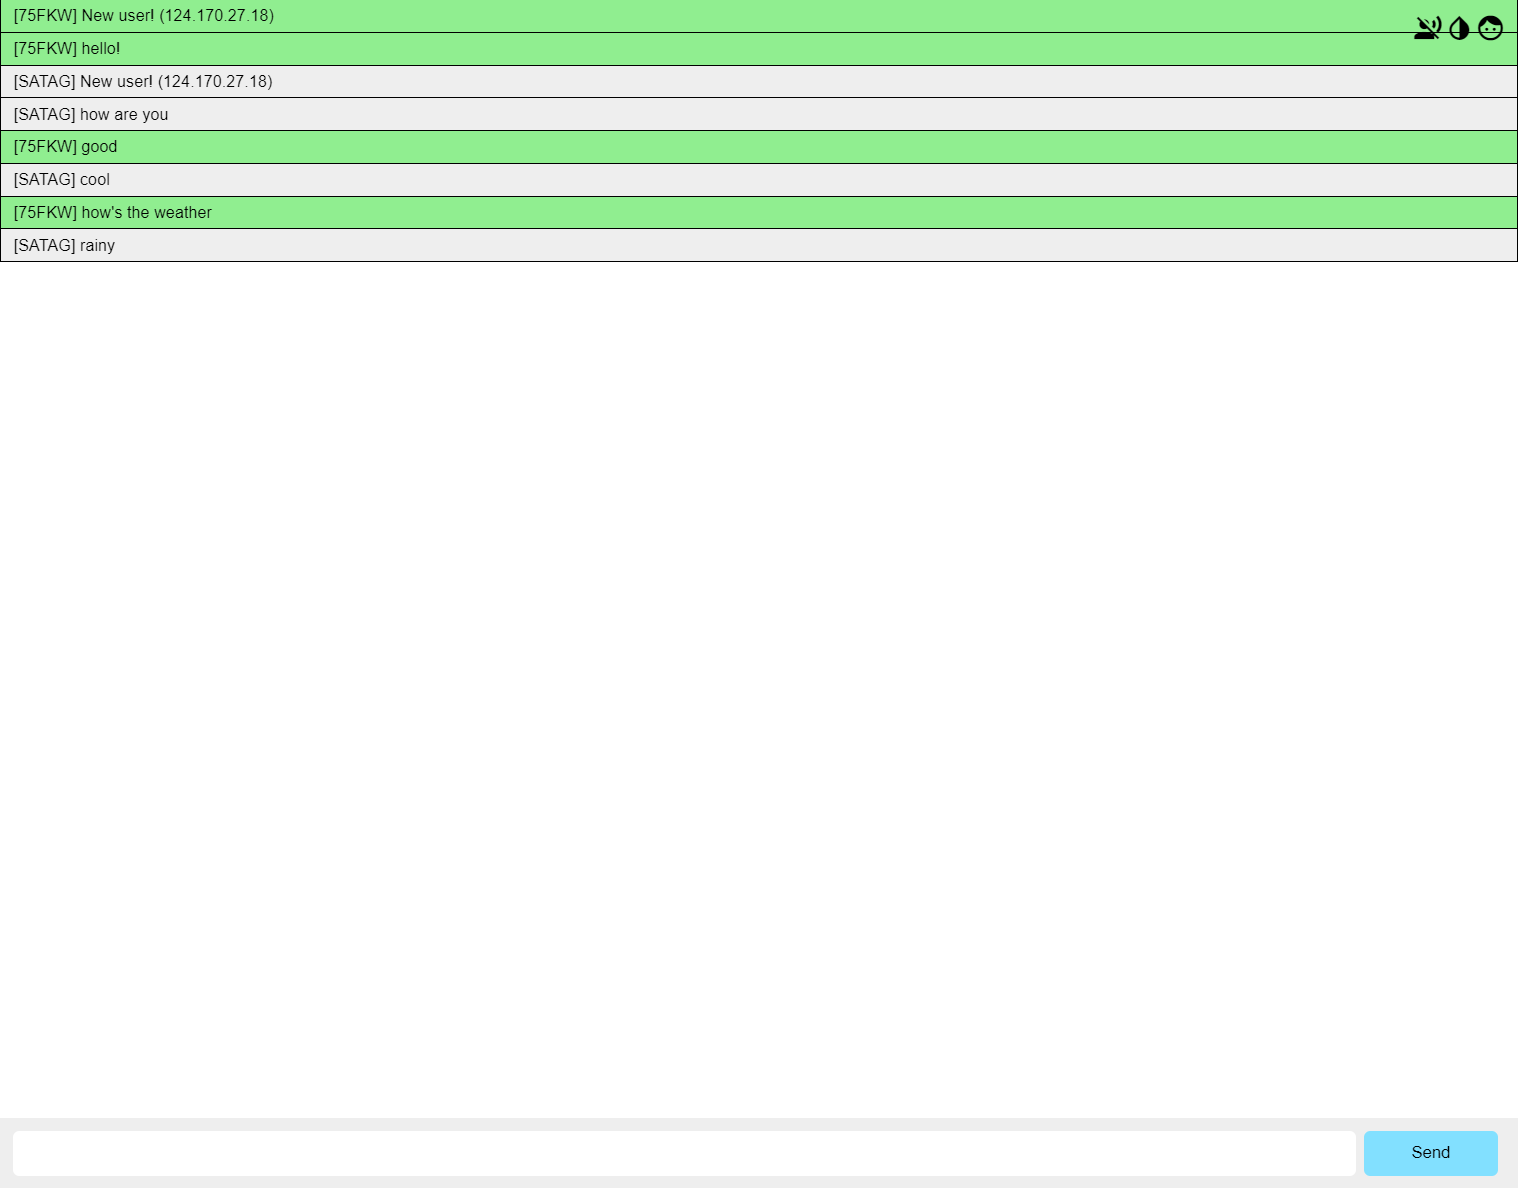 [75FKW] New user! (124.170.27.18)
[75FKW] hello!
[SATAG] New user! (124.170.27.18)
[SATAG] how are you
[75FKW] good
[SATAG] cool
[75FKW] how's the weather
[SATAG] rainy
Send